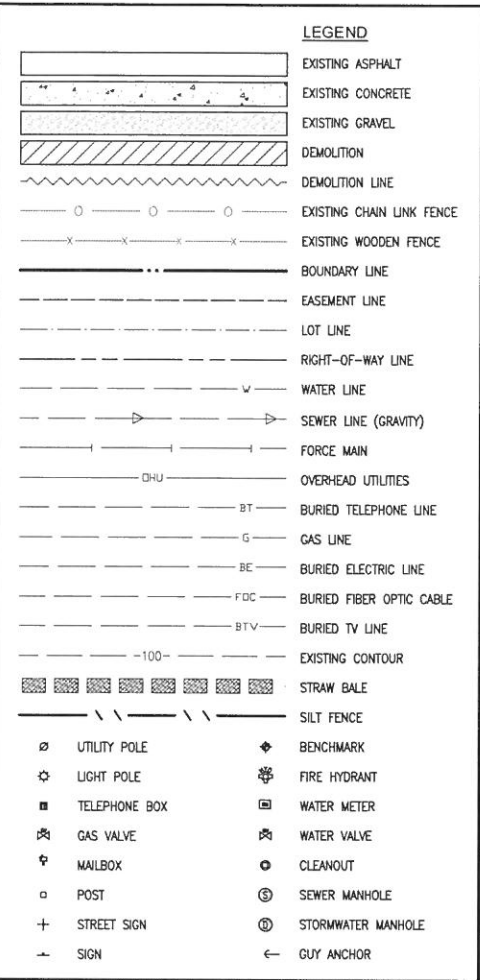 LEGEND
EXISTING ASPHALT
EXISTING CONCRETE
EXISTING GRAVEL
DEMOLITION
DEMOLITION LINE
O O O EXISTING CHAIN LINK FENCE
X X X X EXISTING WOODEN FENCE
BOUNDARY LINE
EASEMENT LINE
LOT LINE
RIGHT-OF-WAY LINE
W WATER LINE
SEWER LINE (GRAVITY)
FORCE MAIN
OHU OVERHEAD UTILITIES
BT BURIED TELEPHONE LINE
G GAS LINE
BE BURIED ELECTRIC LINE
FOC BURIED FIBER OPTIC CABLE
BTV BURIED TV LINE
-100- EXISTING CONTOUR
STRAW BALE
SILT FENCE
UTILITY POLE BENCHMARK
LIGHT POLE FIRE HYDRANT
TELEPHONE BOX WATER METER
GAS VALVE WATER VALVE
MAILBOX CLEANOUT
POST S SEWER MANHOLE
STREET SIGN D STORMWATER MANHOLE
SIGN GUY ANCHOR